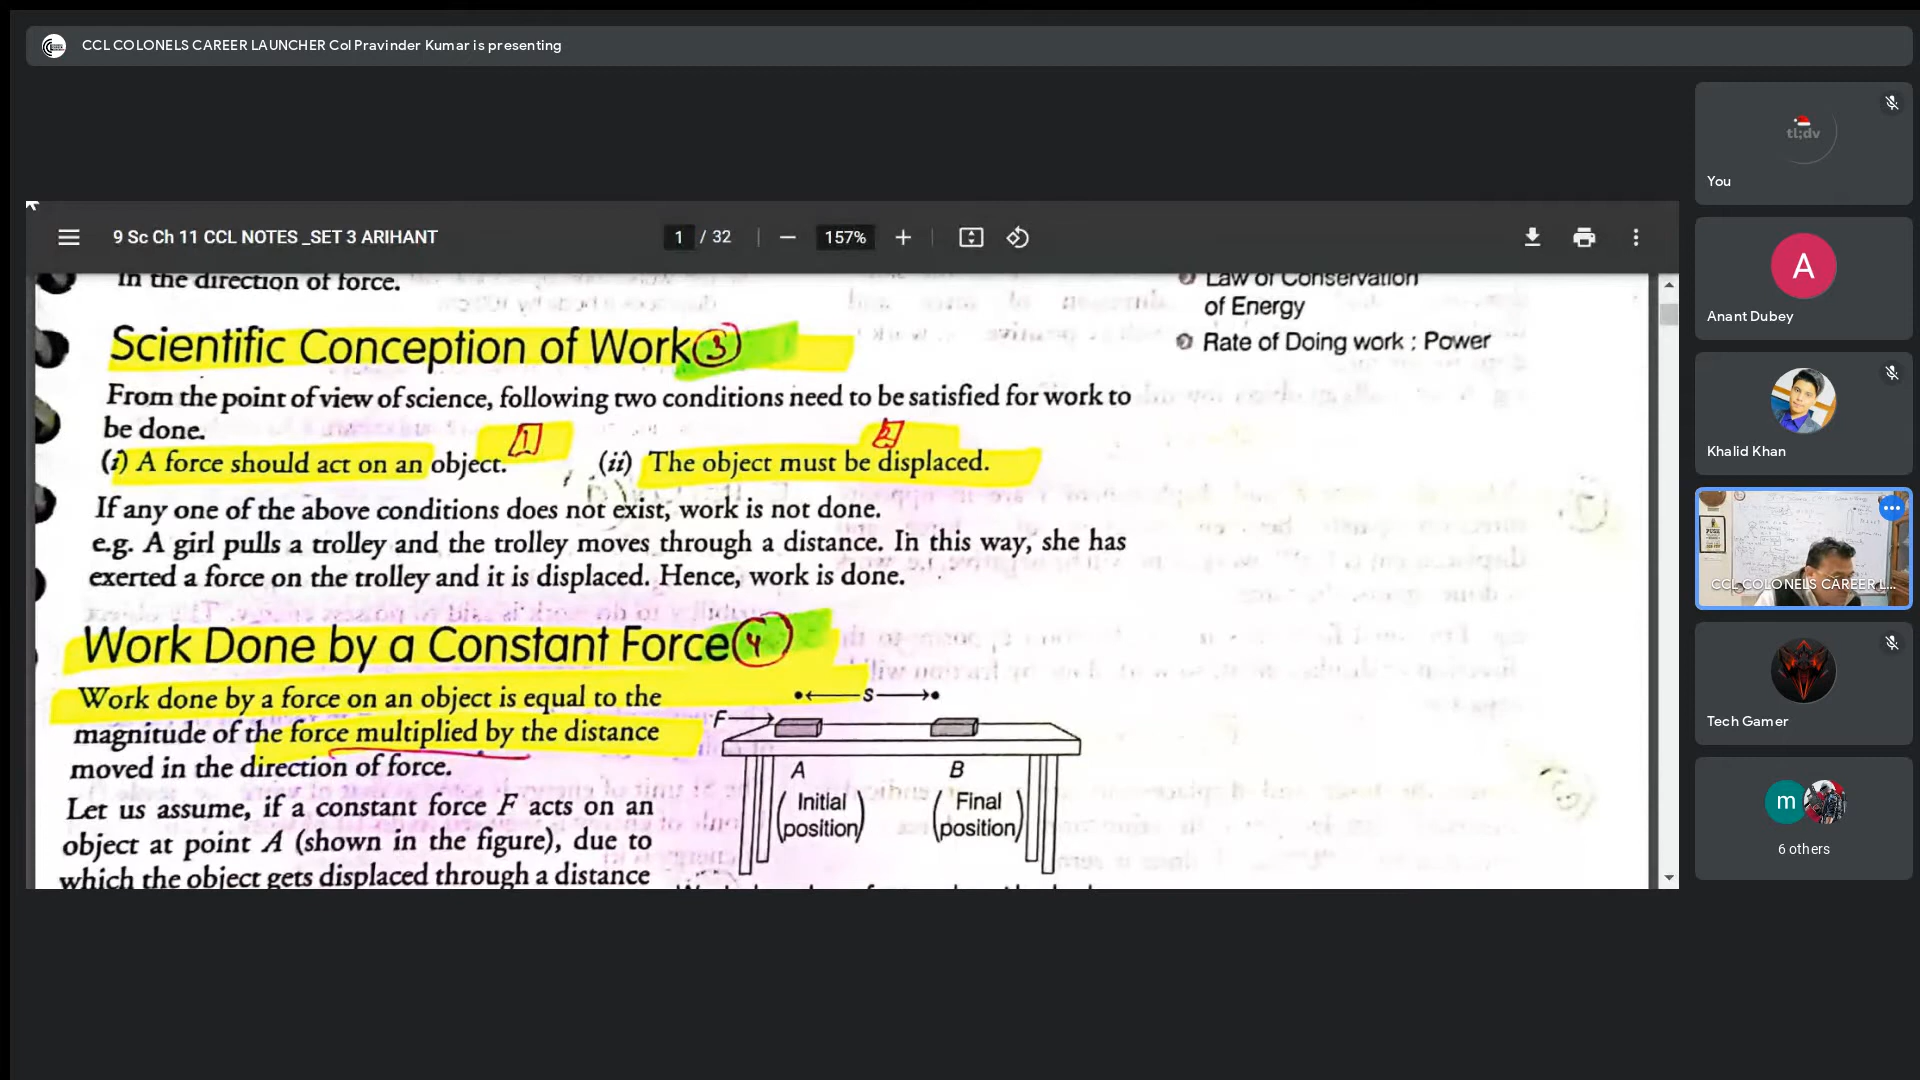 CCL COLONELS CAREER LAUNCHER Col Pravinder Kumar is presenting
9 Sc Ch 11 CCL NOTES _SET 3 ARIHANT
1 / 32
157%
In the direction of force.
Law of Conservation
of Energy
Rate of Doing work : Power
Scientific Conception of Work 3
From the point of view of science, following two conditions need to be satisfied for work to
be done.
1 2
(i) A force should act on an object. (ii) The object must be displaced.
If any one of the above conditions does not exist, work is not done.
e.g. A girl pulls a trolley and the trolley moves through a distance. In this way, she has
exerted a force on the trolley and it is displaced. Hence, work is done.
Work Done by a Constant Force 4
Work done by a force on an object is equal to the
magnitude of the force multiplied by the distance
moved in the direction of force.
Let us assume, if a constant force F acts on an
object at point A (shown in the figure), due to
which the object gets displaced through a distance
s
F
A B
(Initial position) (Final position)
tl;dv
You
A
Anant Dubey
Khalid Khan
CCL COLONELS CAREER L...
Tech Gamer
m
6 others